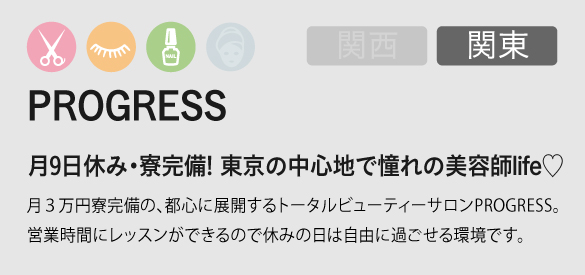 関西 関東
NAIL
PROGRESS
月9日休み・寮完備! 東京の中心地で憧れの美容師life♡
月３万円寮完備の、都心に展開するトータルビューティーサロンPROGRESS。
営業時間にレッスンができるので休みの日は自由に過ごせる環境です。